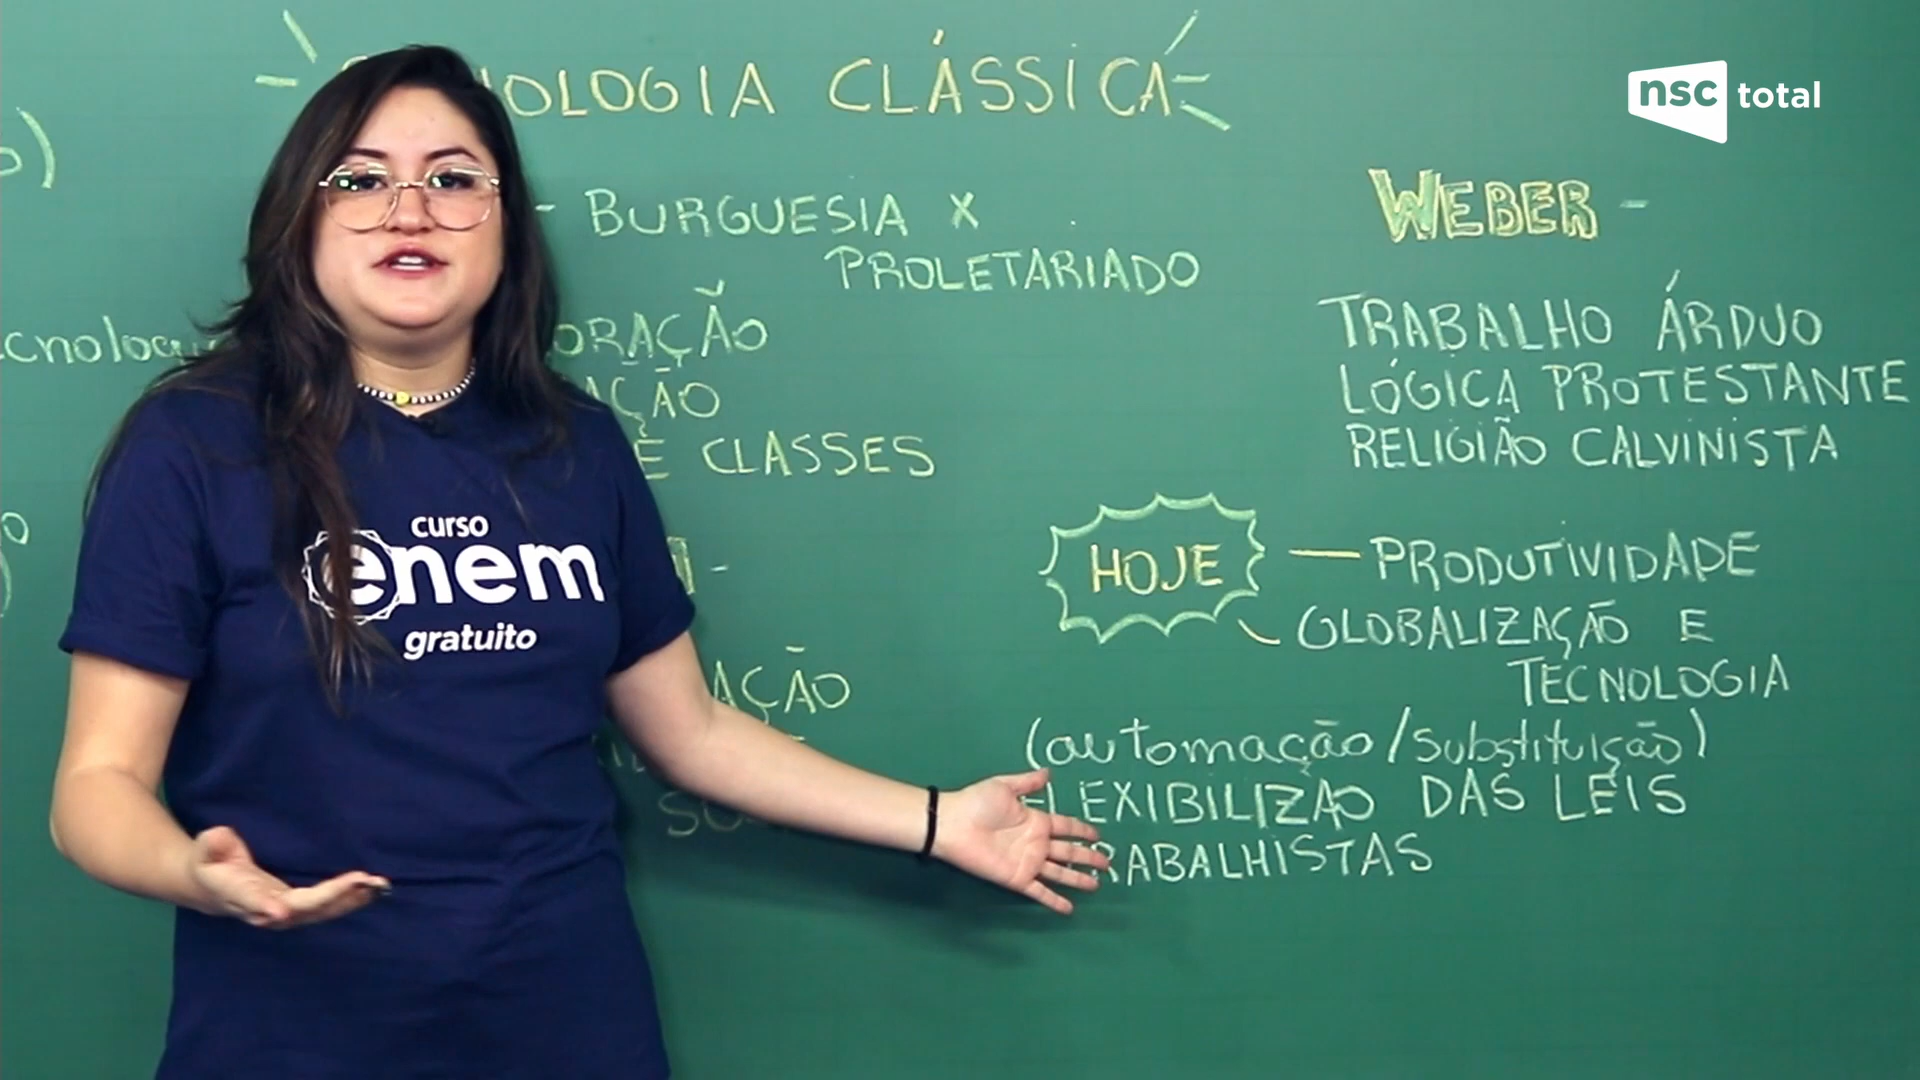 OLOGIA CLÁSSICA
nsc total
- BURGUESIA X
PROLETARIADO
ORAÇÃO
AÇÃO
E CLASSES
AÇÃO
WEBER -
TRABALHO ÁRDUO
LÓGICA PROTESTANTE
RELIGIÃO CALVINISTA
HOJE — PRODUTIVIDADE
GLOBALIZAÇÃO E
TECNOLOGIA
(automação/substituição)
FLEXIBILIZAO DAS LEIS
RABALHISTAS
curso
enem
gratuito